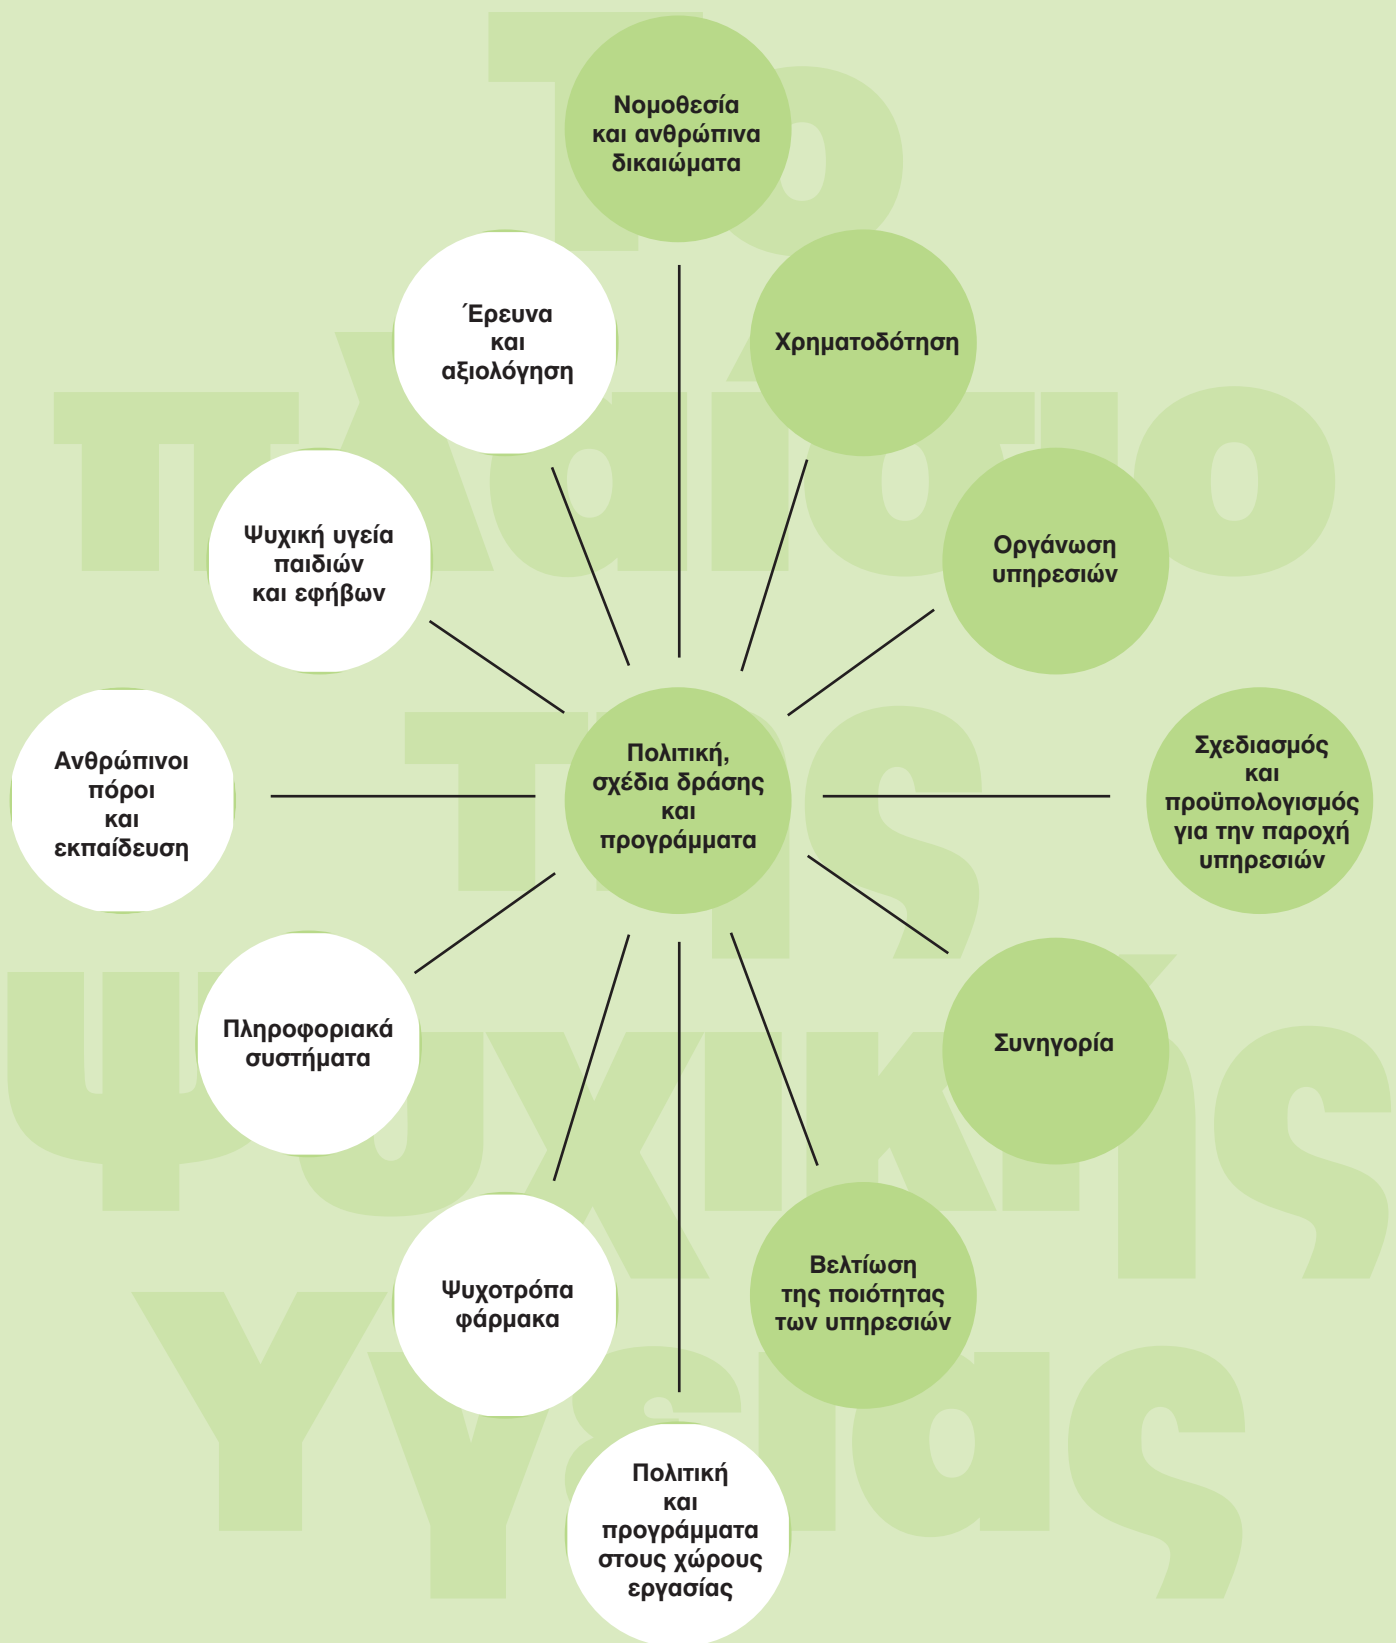 Το
πλαίσιο
της
Ψυχικής
Υγείας
Νομοθεσία
και ανθρώπινα
δικαιώματα
Έρευνα
και
αξιολόγηση
Χρηματοδότηση
Ψυχική υγεία
παιδιών
και εφήβων
Οργάνωση
υπηρεσιών
Ανθρώπινοι
πόροι
και
εκπαίδευση
Πολιτική,
σχέδια δράσης
και
προγράμματα
Σχεδιασμός
και
προϋπολογισμός
για την παροχή
υπηρεσιών
Πληροφοριακά
συστήματα
Συνηγορία
Ψυχοτρόπα
φάρμακα
Βελτίωση
της ποιότητας
των υπηρεσιών
Πολιτική
και
προγράμματα
στους χώρους
εργασίας